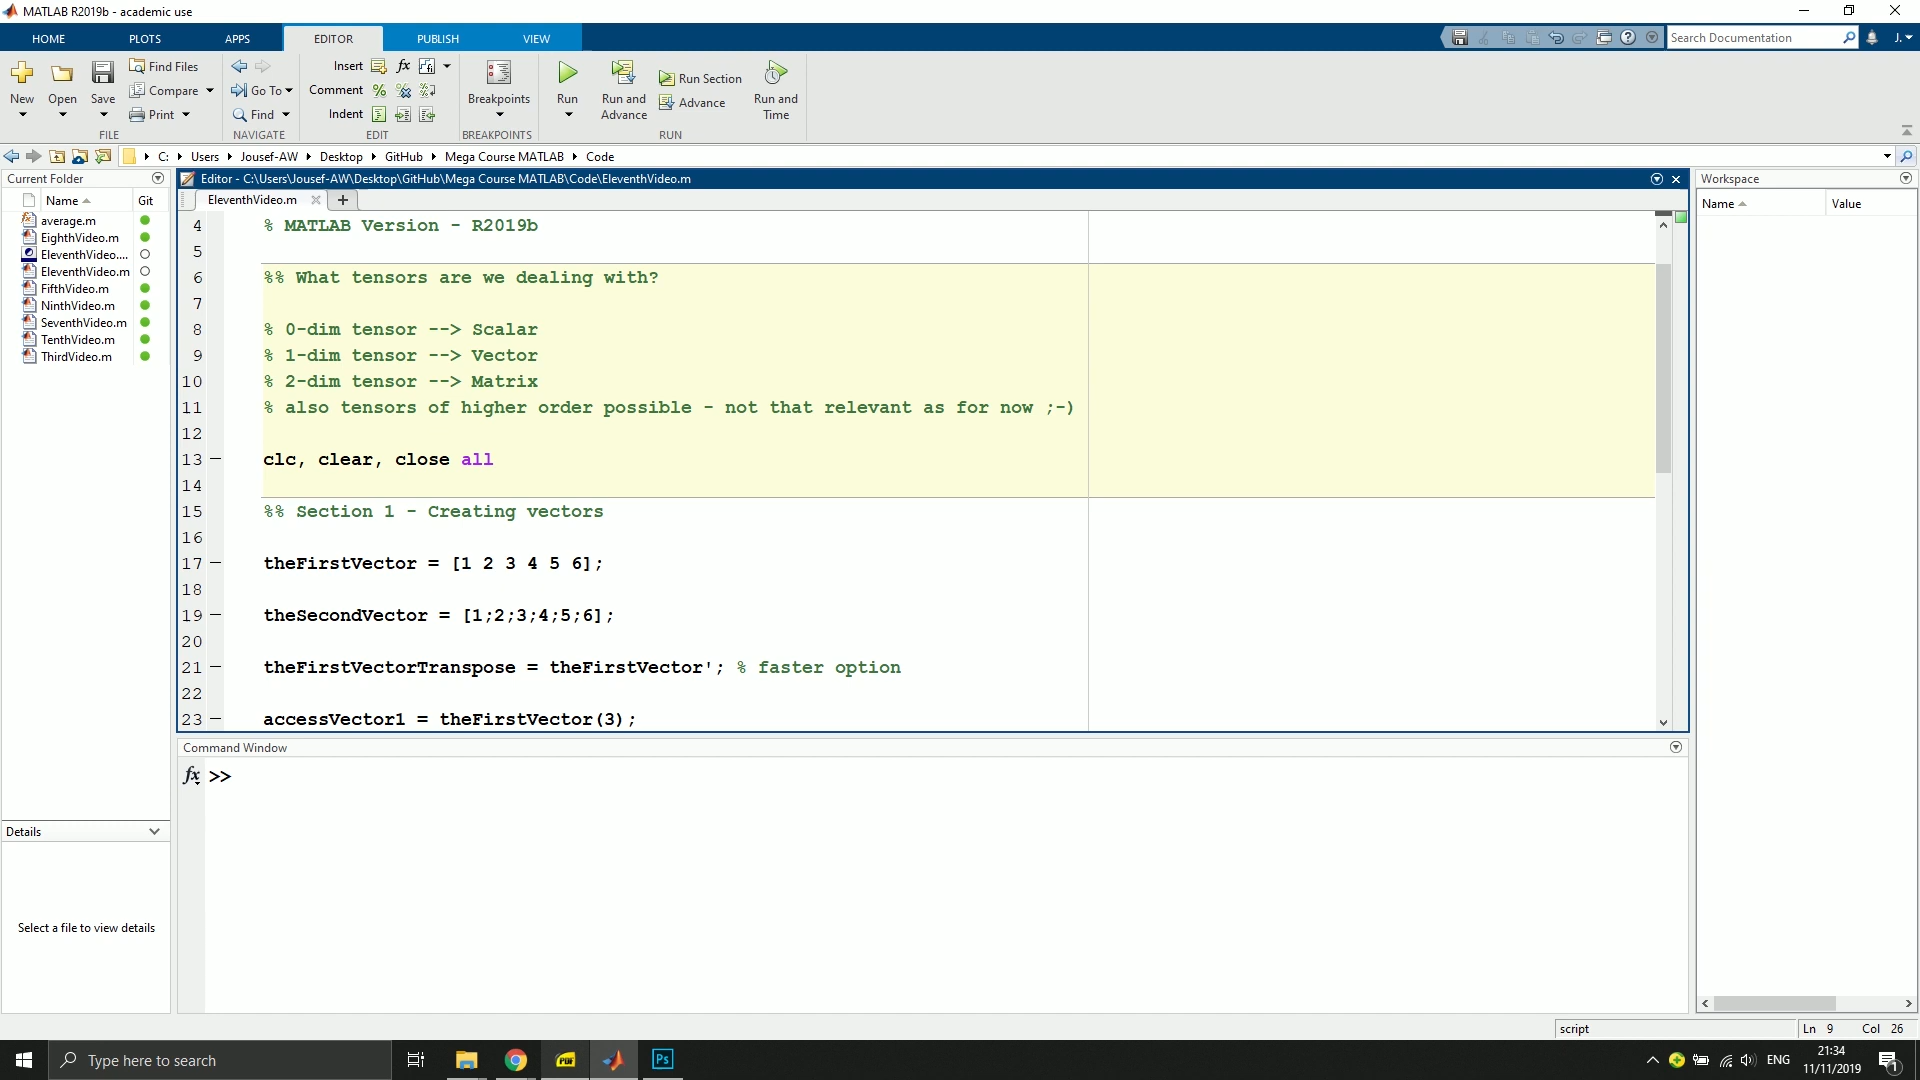 MATLAB R2019b - academic use
HOME PLOTS APPS EDITOR PUBLISH VIEW
Search Documentation
J.
New Open Save
Find Files
Compare
Print
FILE
Go To
Find
NAVIGATE
Insert fx
Comment
Indent
EDIT
Breakpoints
BREAKPOINTS
Run
Run and Advance
Run Section
Advance
Run and Time
RUN
C: Users Jousef-AW Desktop GitHub Mega Course MATLAB Code
Current Folder
Name Git
average.m
EighthVideo.m
EleventhVideo....
EleventhVideo.m
FifthVideo.m
NinthVideo.m
SeventhVideo.m
TenthVideo.m
ThirdVideo.m
Details
Select a file to view details
Editor - C:\Users\Jousef-AW\Desktop\GitHub\Mega Course MATLAB\Code\EleventhVideo.m
EleventhVideo.m
4 % MATLAB Version - R2019b
5
6 %% What tensors are we dealing with?
7
8 % 0-dim tensor --> Scalar
9 % 1-dim tensor --> Vector
10 % 2-dim tensor --> Matrix
11 % also tensors of higher order possible - not that relevant as for now ;-)
12
13 clc, clear, close all
14
15 %% Section 1 - Creating vectors
16
17 theFirstVector = [1 2 3 4 5 6];
18
19 theSecondVector = [1;2;3;4;5;6];
20
21 theFirstVectorTranspose = theFirstVector'; % faster option
22
23 accessVector1 = theFirstVector(3);
Command Window
fx >>
Workspace
Name Value
script
Ln 9 Col 26
Type here to search
PDF
Ps
ENG
21:34
11/11/2019
1